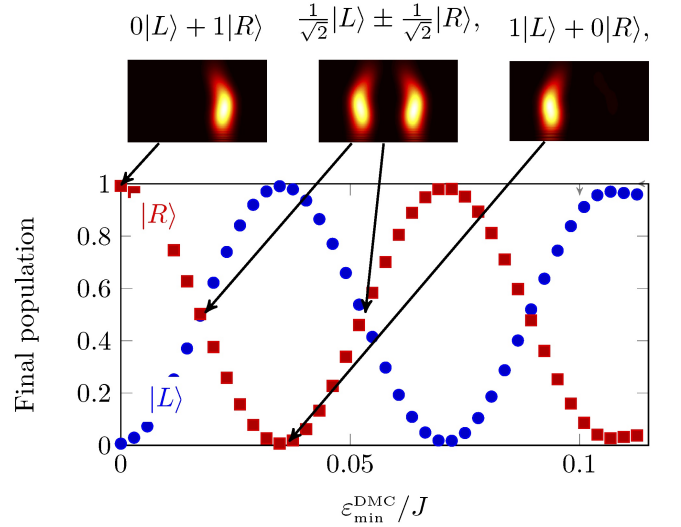 0|L⟩ + 1|R⟩
1/√2|L⟩ ± 1/√2|R⟩,
1|L⟩ + 0|R⟩,
1
|R⟩
0.8
0.6
0.4
0.2
|L⟩
0
Final population
0
0.05
0.1
ε_min^DMC/J